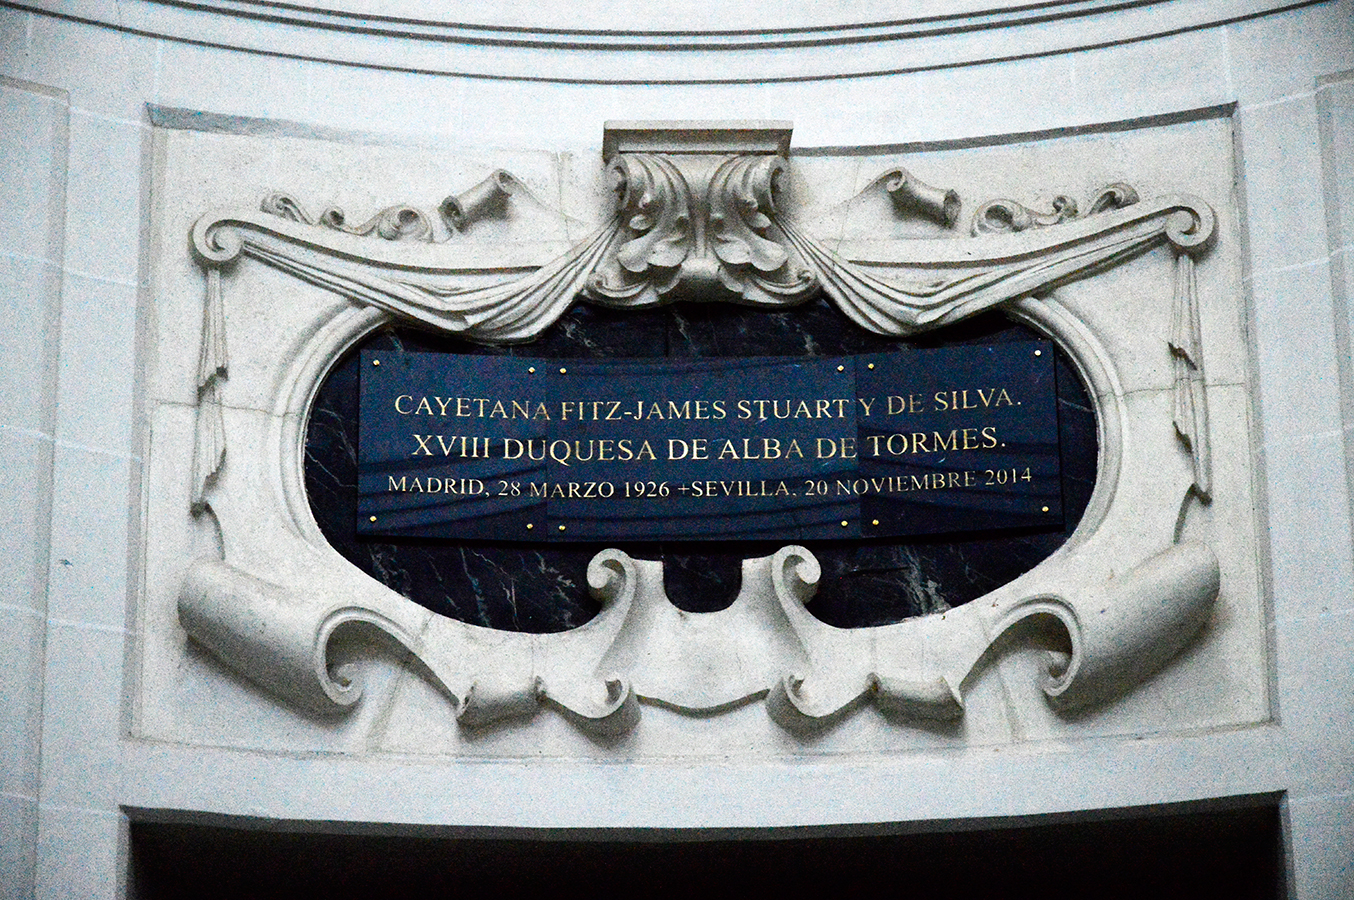 CAYETANA FITZ-JAMES STUART Y DE SILVA.
XVIII DUQUESA DE ALBA DE TORMES.
MADRID, 28 MARZO 1926 +SEVILLA, 20 NOVIEMBRE 2014